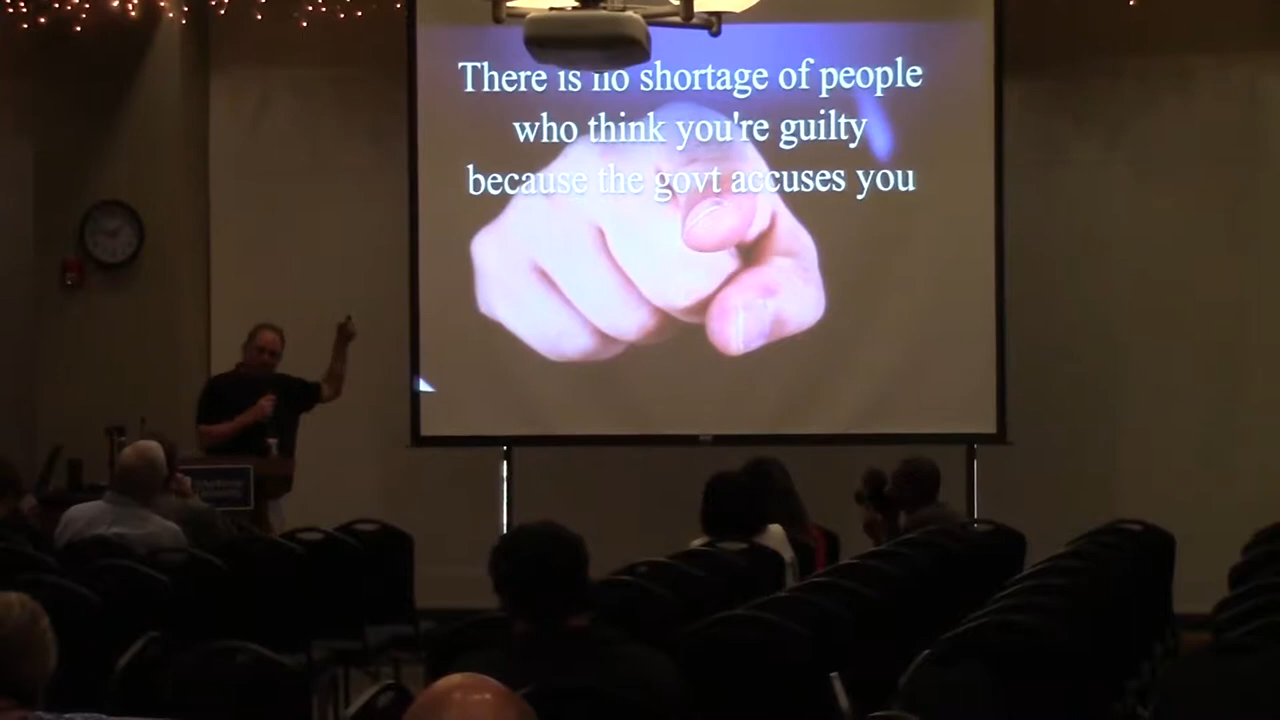 There is no shortage of people
who think you're guilty
because the govt accuses you